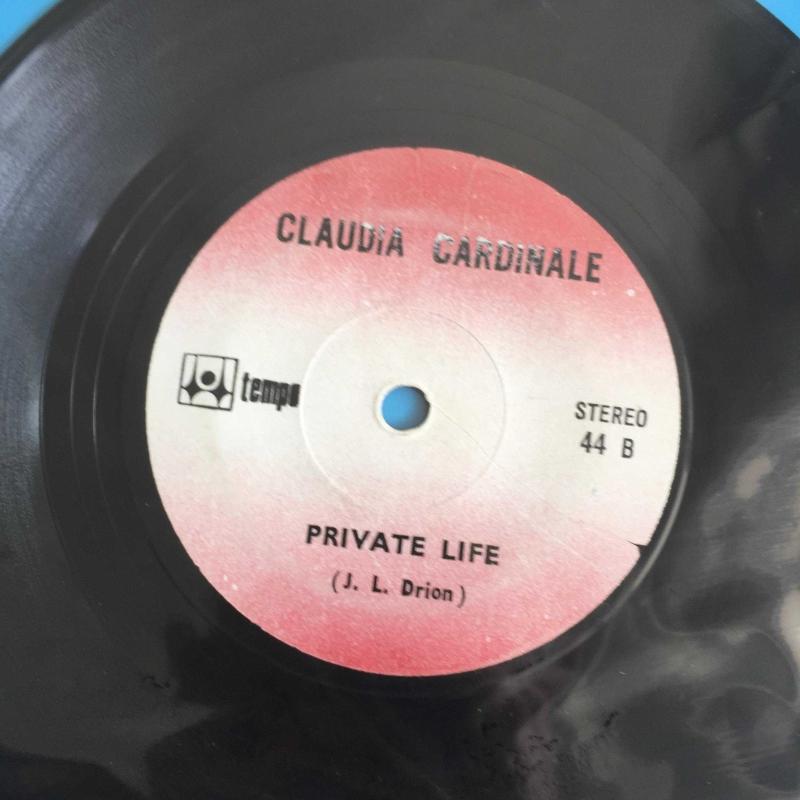 CLAUDIA CARDINALE
tempo
STEREO
44 B
PRIVATE LIFE
(J. L. Drion)